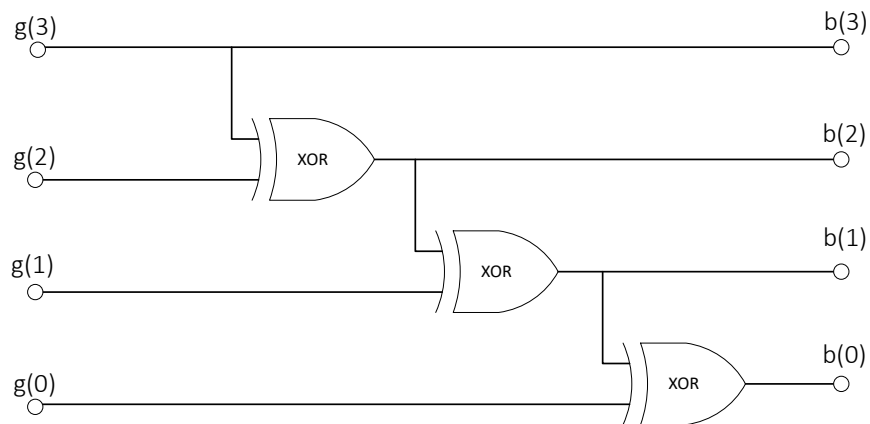 g(3) b(3)
g(2) XOR b(2)
g(1) XOR b(1)
g(0) XOR b(0)